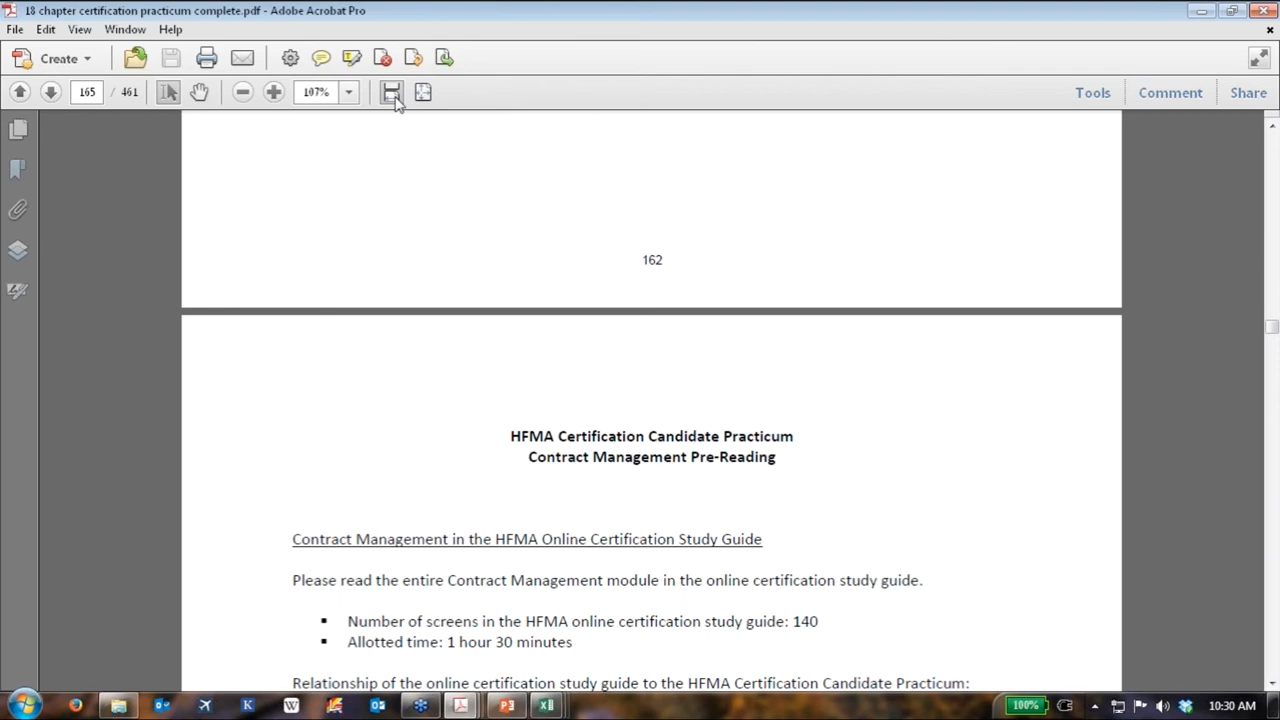 18 chapter certification practicum complete.pdf - Adobe Acrobat Pro
File Edit View Window Help
Create
165 / 461 107% Tools Comment Share
162
HFMA Certification Candidate Practicum
Contract Management Pre-Reading
Contract Management in the HFMA Online Certification Study Guide
Please read the entire Contract Management module in the online certification study guide.
▪ Number of screens in the HFMA online certification study guide: 140
▪ Allotted time: 1 hour 30 minutes
Relationship of the online certification study guide to the HFMA Certification Candidate Practicum:
100% 10:30 AM